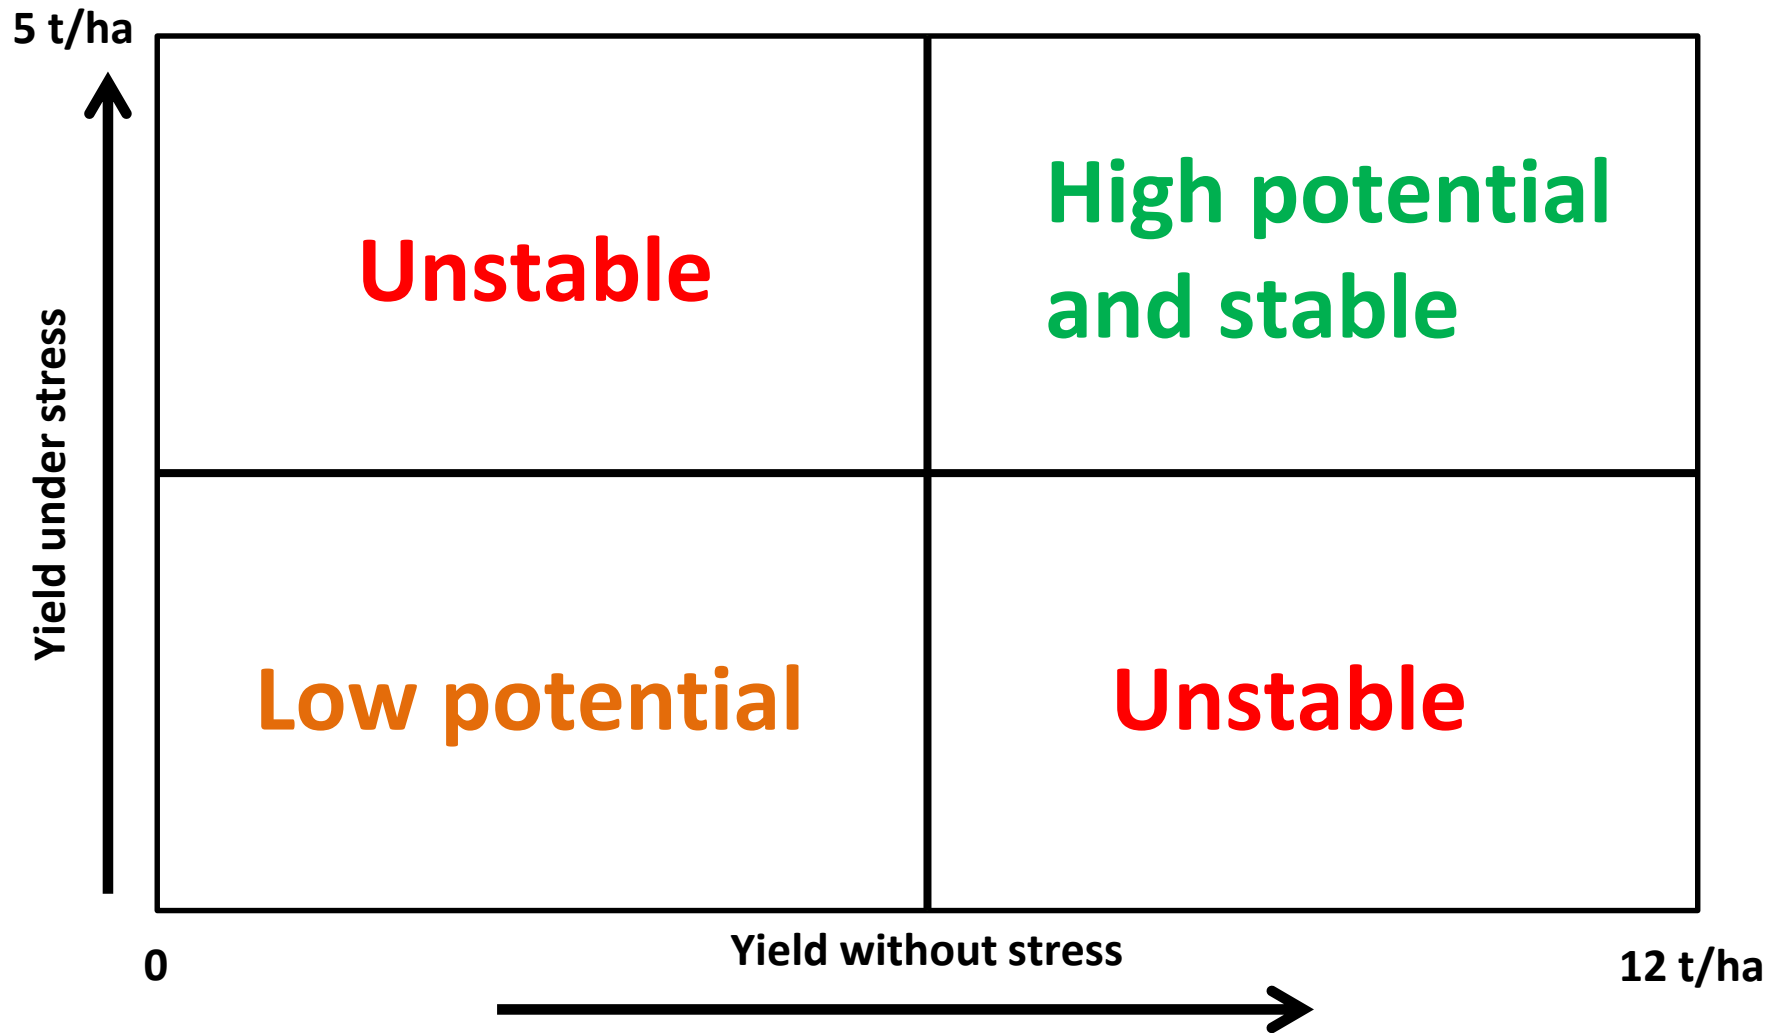 5 t/ha
Yield under stress
Unstable
High potential
and stable
Low potential
Unstable
0
Yield without stress
12 t/ha